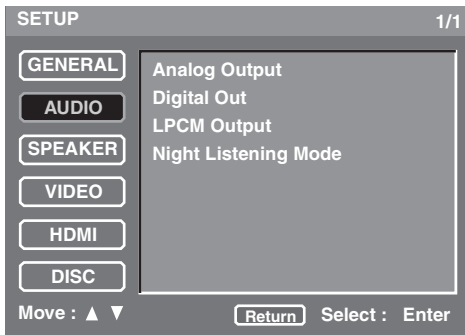 SETUP 1/1
GENERAL
AUDIO
SPEAKER
VIDEO
HDMI
DISC
Analog Output
Digital Out
LPCM Output
Night Listening Mode
Move : ▲ ▼ Return Select : Enter